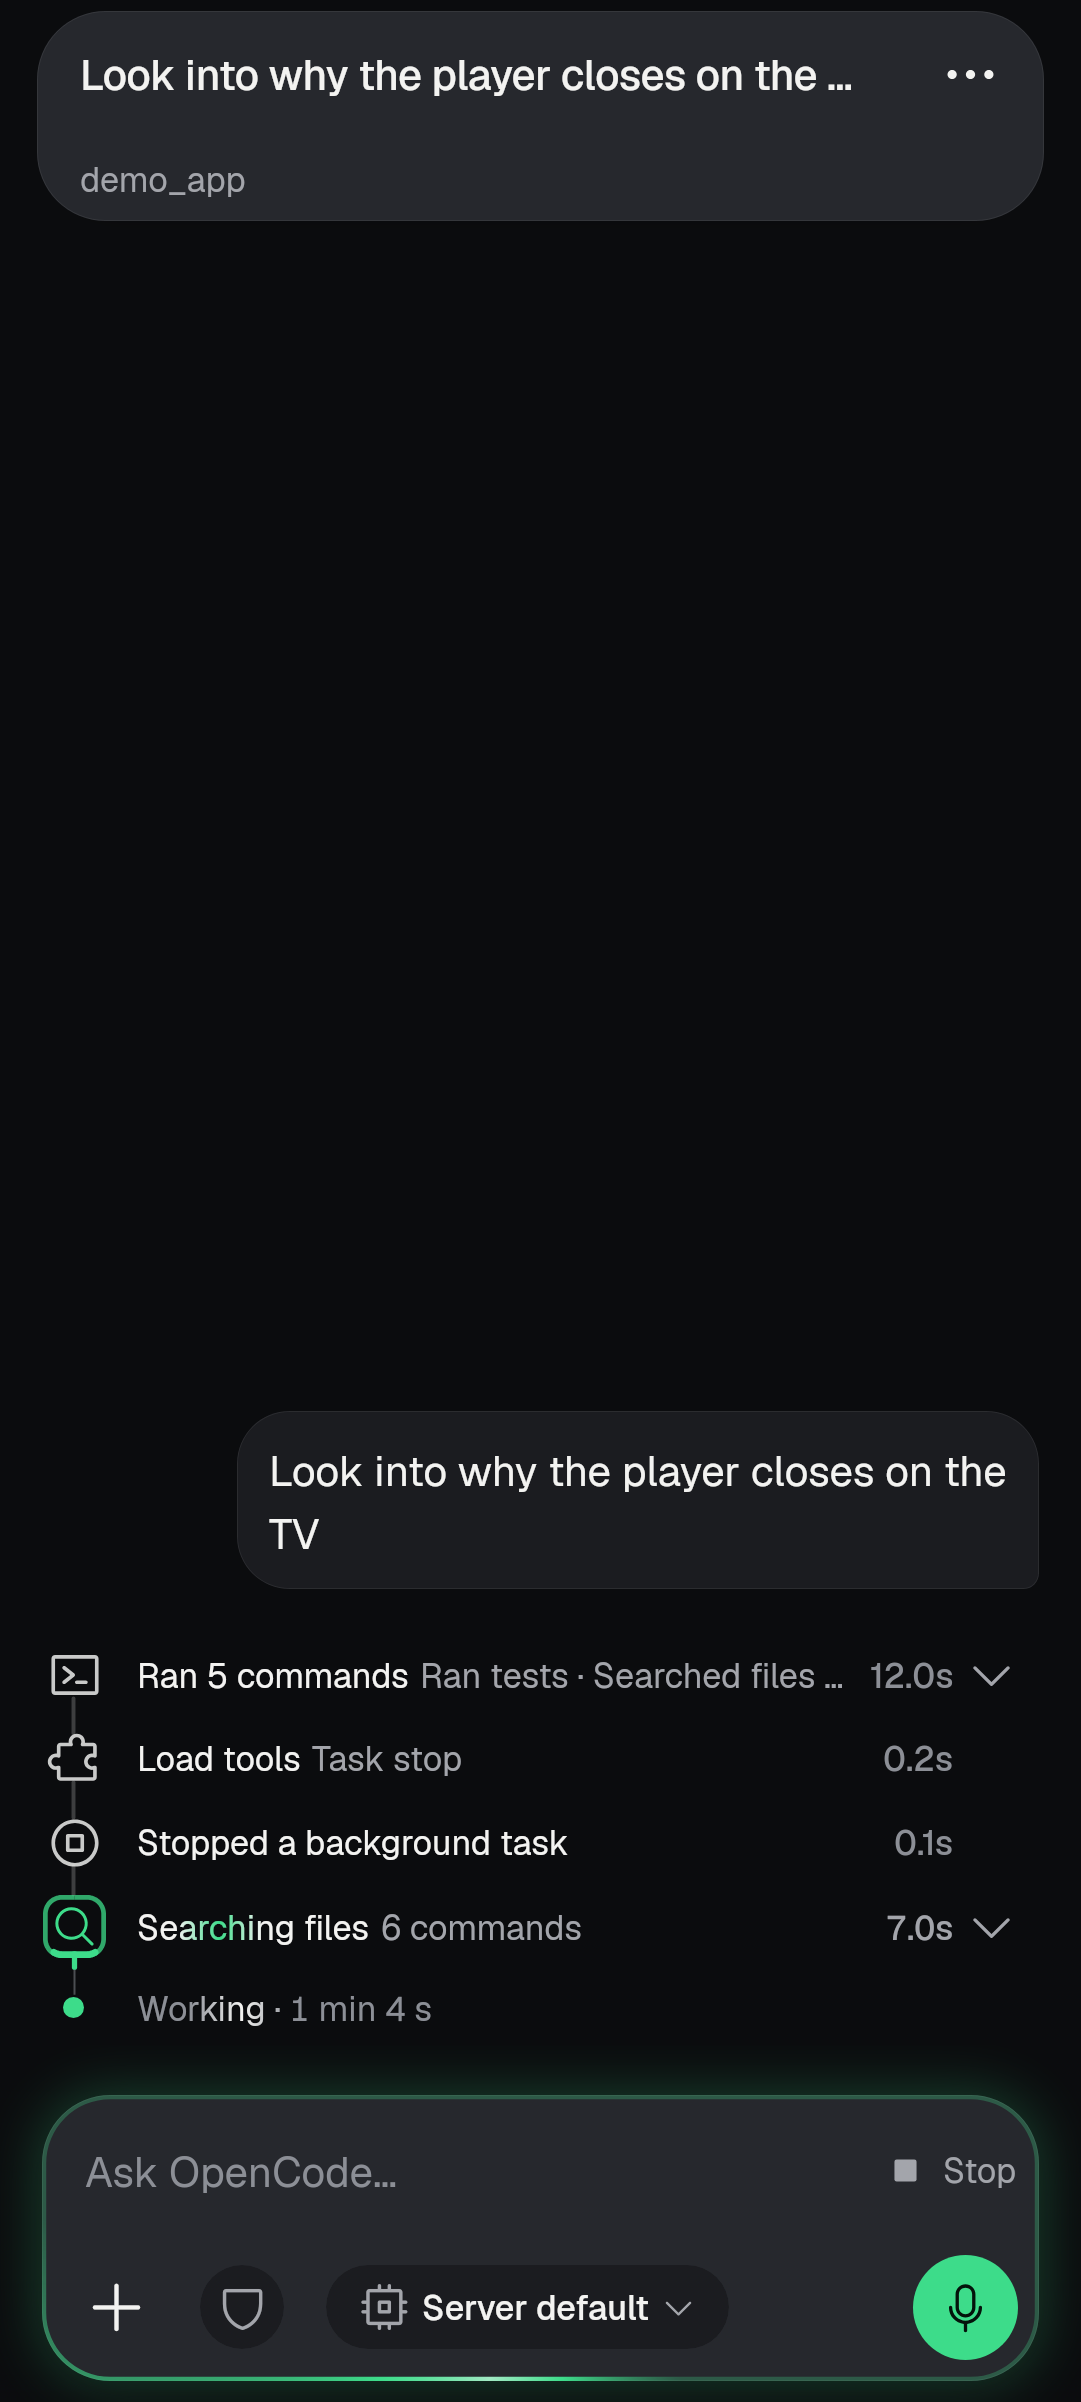 Look into why the player closes on the ...
demo_app
Look into why the player closes on the
TV
Ran 5 commands Ran tests · Searched files ... 12.0s
Load tools Task stop 0.2s
Stopped a background task 0.1s
Searching files 6 commands 7.0s
Working · 1 min 4 s
Ask OpenCode... Stop
Server default